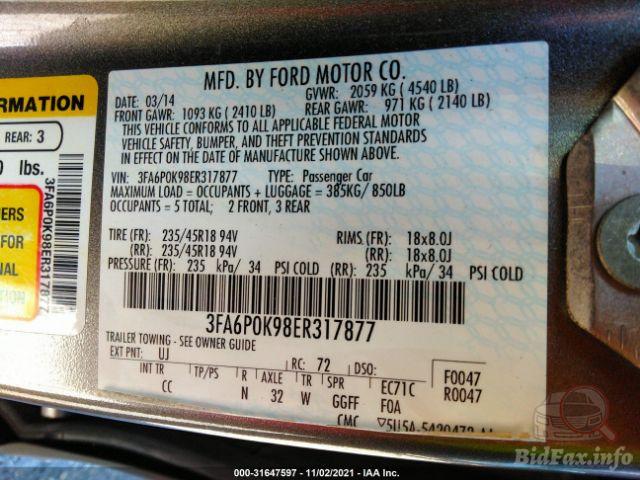 ORMATION
REAR: 3
0 lbs.
3FA6P0K98ER317877
MFD. BY FORD MOTOR CO.
DATE: 03/14 GVWR: 2059 KG (4540 LB)
FRONT GAWR: 1093 KG (2410 LB) REAR GAWR: 971 KG (2140 LB)
THIS VEHICLE CONFORMS TO ALL APPLICABLE FEDERAL MOTOR
VEHICLE SAFETY, BUMPER, AND THEFT PREVENTION STANDARDS
IN EFFECT ON THE DATE OF MANUFACTURE SHOWN ABOVE.
VIN: 3FA6P0K98ER317877 TYPE: Passenger Car
MAXIMUM LOAD = OCCUPANTS + LUGGAGE = 385KG/ 850LB
OCCUPANTS = 5 TOTAL; 2 FRONT, 3 REAR
TIRE (FR): 235/45R18 94V RIMS (FR): 18x8.0J
(RR): 235/45R18 94V (RR): 18x8.0J
PRESSURE (FR): 235 kPa/ 34 PSI COLD (RR): 235 kPa/ 34 PSI COLD
3FA6P0K98ER317877
TRAILER TOWING - SEE OWNER GUIDE
EXT PNT: UJ RC: 72 DSO: F0047
INT TR TP/PS R AXLE TR SPR EC71C R0047
CC N 32 W GGFF F0A
CMC
NERS
FOR
NAL
000-31647597 - 11/02/2021 - IAA Inc.
BidFax.info